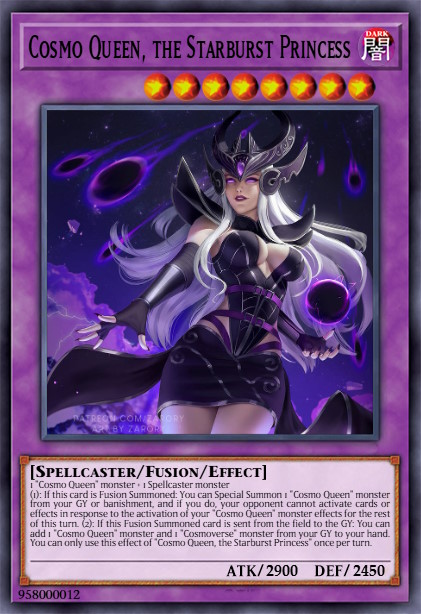 Cosmo Queen, the Starburst Princess
DARK
闇
PATREON.COM/ZARORY
ART BY ZARORY
[Spellcaster/Fusion/Effect]
1 "Cosmo Queen" monster + 1 Spellcaster monster
(1): If this card is Fusion Summoned: You can Special Summon 1 "Cosmo Queen" monster
from your GY or banishment, and if you do, your opponent cannot activate cards or
effects in response to the activation of your "Cosmo Queen" monster effects for the rest
of this turn. (2): If this Fusion Summoned card is sent from the field to the GY: You can
add 1 "Cosmo Queen" monster and 1 "Cosmoverse" monster from your GY to your hand.
You can only use this effect of "Cosmo Queen, the Starburst Princess" once per turn.
ATK/2900 DEF/2450
958000012